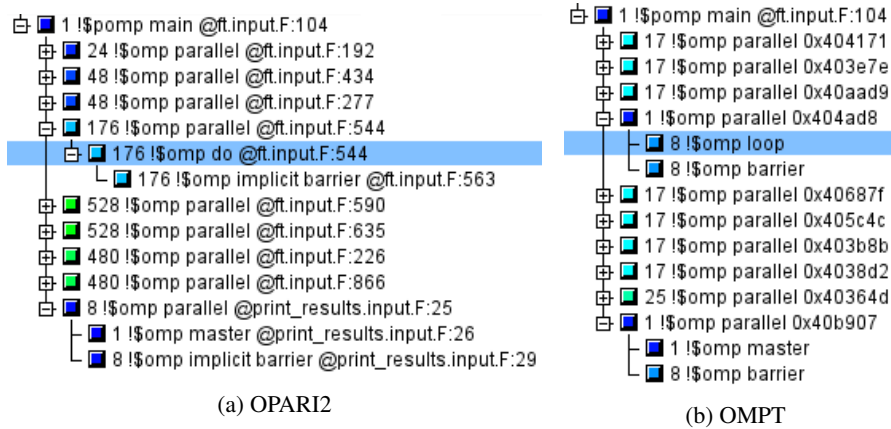 1 !$pomp main @ft.input.F:104
24 !$omp parallel @ft.input.F:192
48 !$omp parallel @ft.input.F:434
48 !$omp parallel @ft.input.F:277
176 !$omp parallel @ft.input.F:544
176 !$omp do @ft.input.F:544
176 !$omp implicit barrier @ft.input.F:563
528 !$omp parallel @ft.input.F:590
528 !$omp parallel @ft.input.F:635
480 !$omp parallel @ft.input.F:226
480 !$omp parallel @ft.input.F:866
8 !$omp parallel @print_results.input.F:25
1 !$omp master @print_results.input.F:26
8 !$omp implicit barrier @print_results.input.F:29
(a) OPARI2
1 !$pomp main @ft.input.F:104
17 !$omp parallel 0x404171
17 !$omp parallel 0x403e7e
17 !$omp parallel 0x40aad9
1 !$omp parallel 0x404ad8
8 !$omp loop
8 !$omp barrier
17 !$omp parallel 0x40687f
17 !$omp parallel 0x405c4c
17 !$omp parallel 0x403b8b
17 !$omp parallel 0x4038d2
25 !$omp parallel 0x40364d
1 !$omp parallel 0x40b907
1 !$omp master
8 !$omp barrier
(b) OMPT